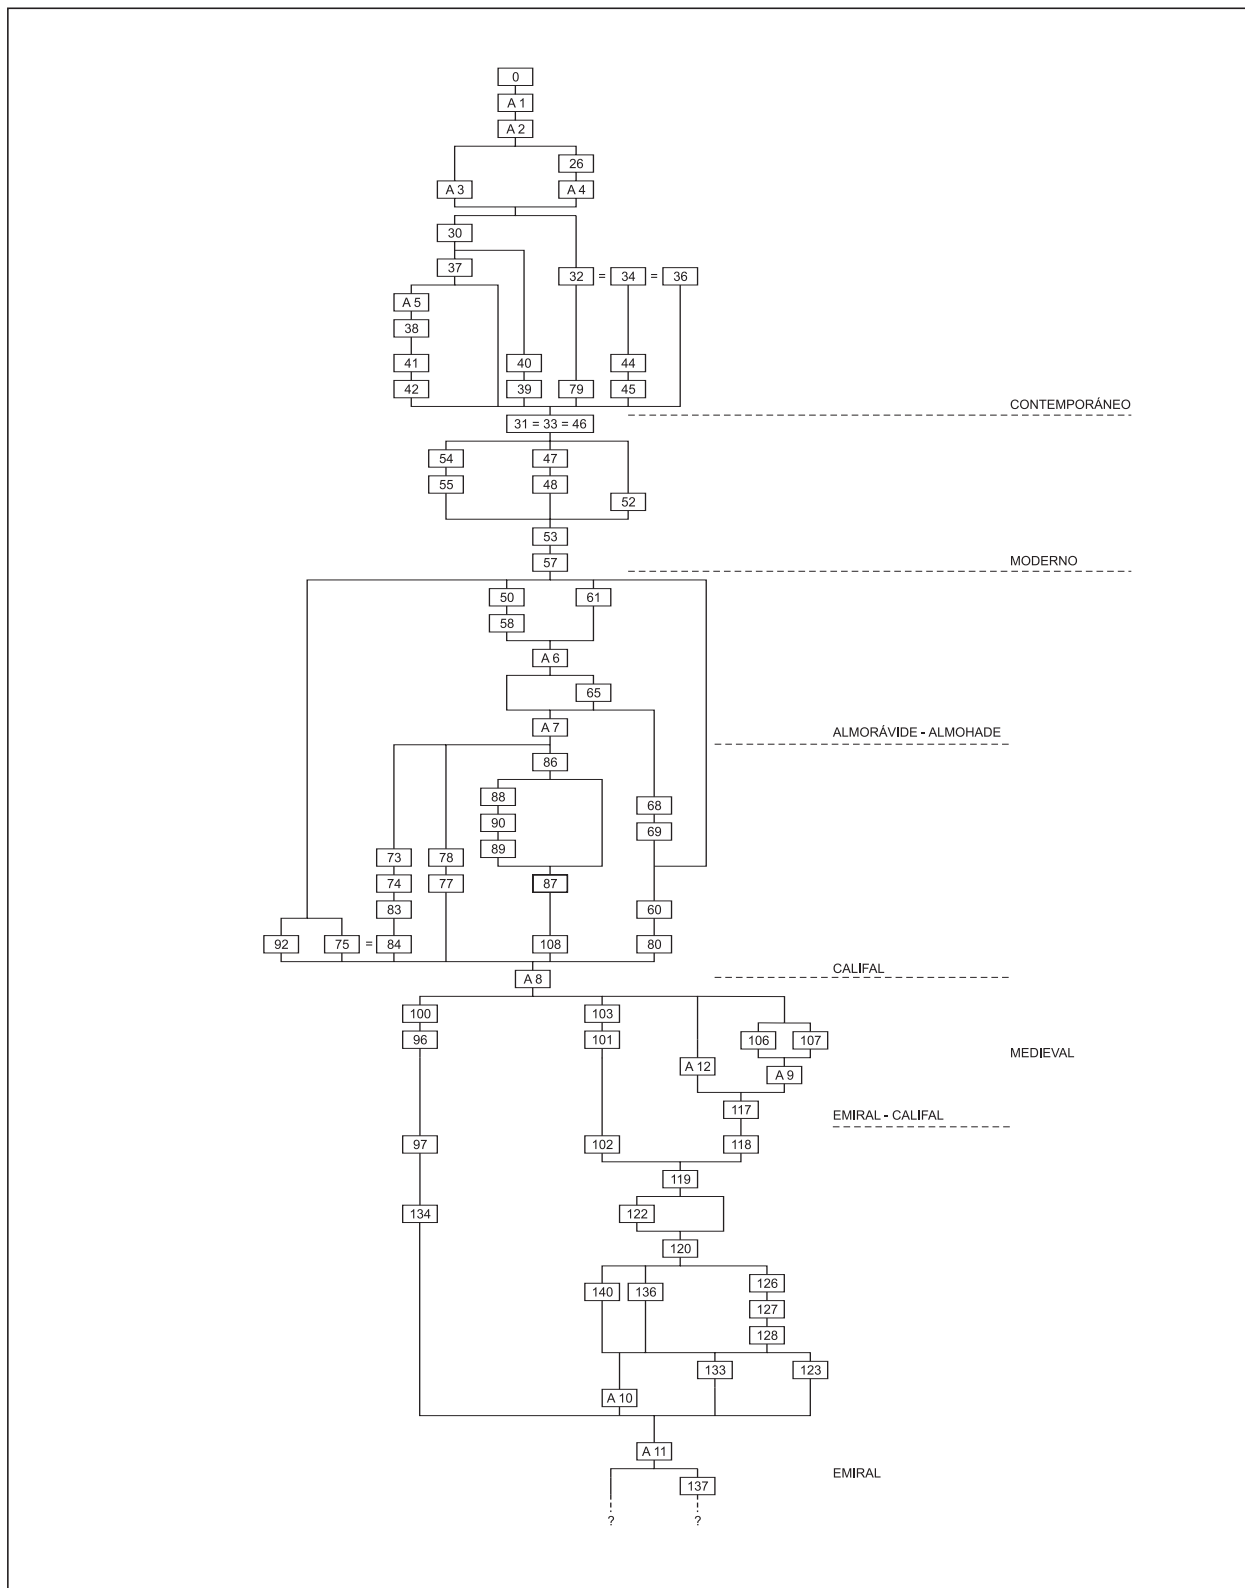 0
A 1
A 2
26
A 3 A 4
30
37 32 = 34 = 36
A 5
38
41 40 44
42 39 79 45
CONTEMPORÁNEO
31 = 33 = 46
54 47
55 48
52
53
57 MODERNO
50 61
58
A 6
65
A 7 ALMORÁVIDE - ALMOHADE
86
88 68
90 69
89
73 78
74 77 87
83 60
92 75 = 84 108 80
CALIFAL
A 8
100 103
96 101 106 107
MEDIEVAL
A 12 A 9
117 EMIRAL - CALIFAL
97 102 118
119
134 122
120
140 136 126
127
128
133 123
A 10
A 11
EMIRAL
137
? ?